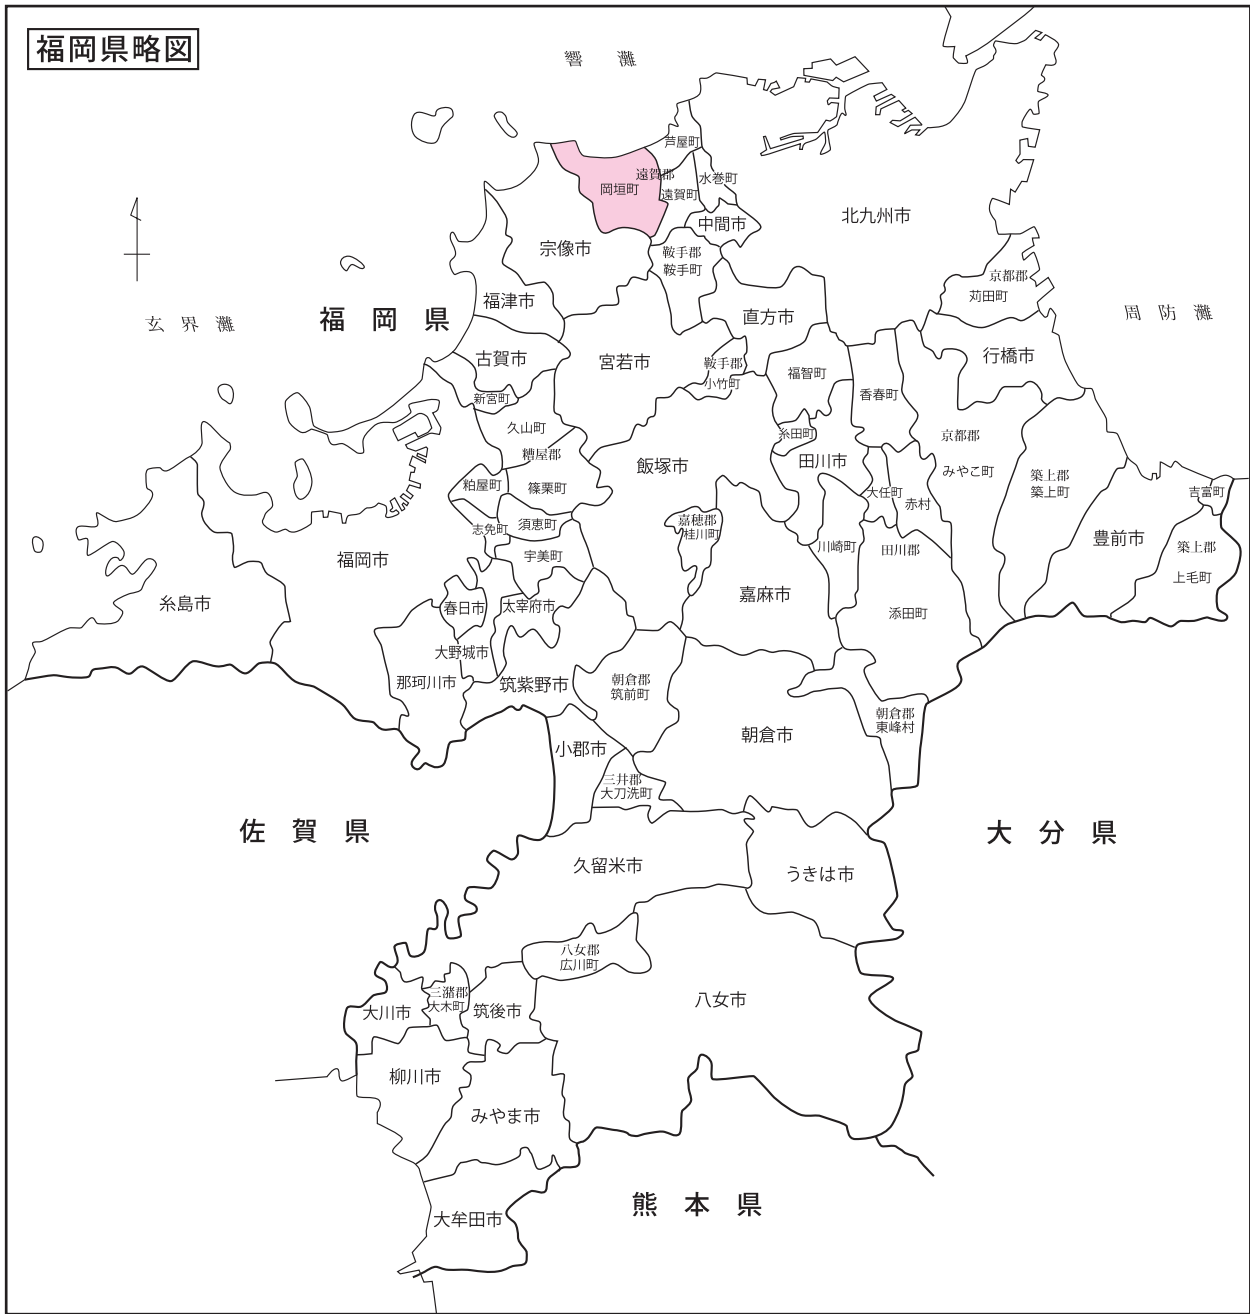 福岡県略図
響灘
芦屋町
遠賀郡
岡垣町
遠賀町
水巻町
中間市
北九州市
宗像市
鞍手郡
鞍手町
京都郡
苅田町
福津市
福岡県
玄界灘
周防灘
直方市
行橋市
古賀市
宮若市
鞍手郡
小竹町
福智町
香春町
新宮町
久山町
糟屋郡
糸田町
京都郡
みやこ町
飯塚市
田川市
粕屋町
篠栗町
大任町
赤村
築上郡
築上町
吉富町
志免町
須恵町
嘉穂郡
桂川町
宇美町
川崎町
田川郡
豊前市
築上郡
上毛町
福岡市
糸島市
春日市
太宰府市
嘉麻市
添田町
大野城市
那珂川市
筑紫野市
朝倉郡
筑前町
朝倉市
朝倉郡
東峰村
小郡市
三井郡
大刀洗町
佐賀県
大分県
久留米市
うきは市
八女郡
広川町
八女市
三潴郡
大木町
大川市
筑後市
柳川市
みやま市
熊本県
大牟田市